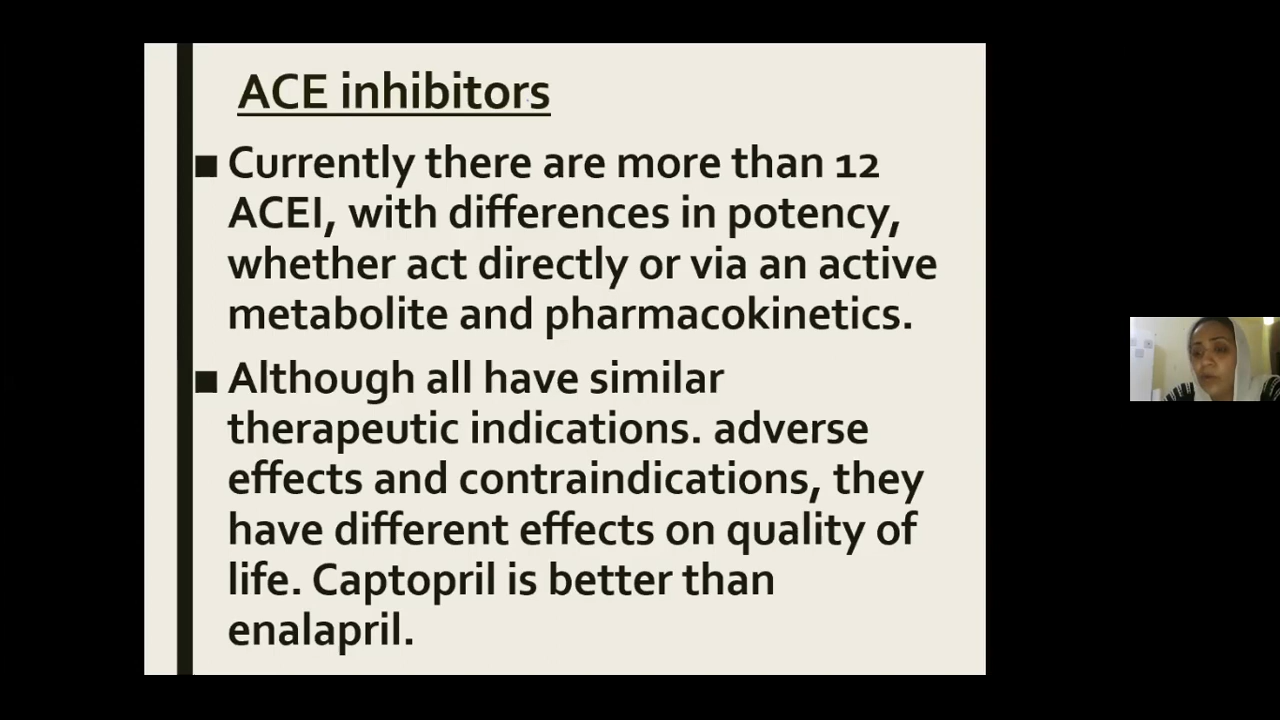 ACE inhibitors
■ Currently there are more than 12
ACEI, with differences in potency,
whether act directly or via an active
metabolite and pharmacokinetics.
■ Although all have similar
therapeutic indications. adverse
effects and contraindications, they
have different effects on quality of
life. Captopril is better than
enalapril.